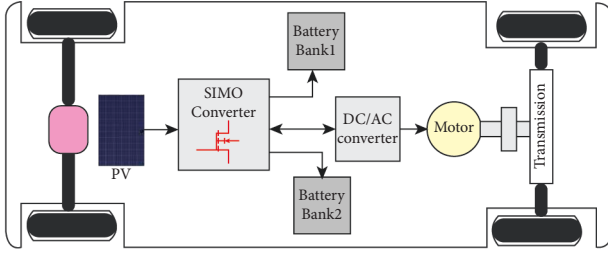 Battery
Bank1
SIMO
Converter
DC/AC
converter
Motor
Transmission
PV
Battery
Bank2